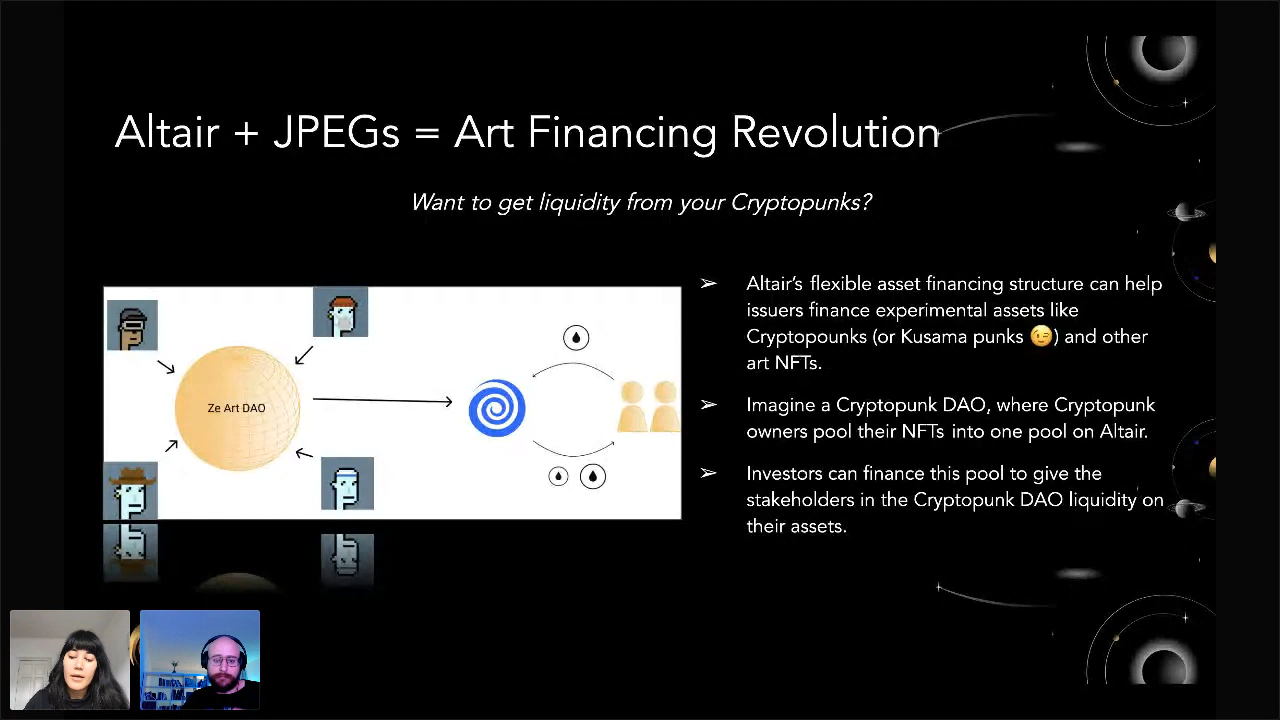 Altair + JPEGs = Art Financing Revolution
Want to get liquidity from your Cryptopunks?
Ze Art DAO
➢ Altair’s flexible asset financing structure can help
issuers finance experimental assets like
Cryptopounks (or Kusama punks 😉) and other
art NFTs.
➢ Imagine a Cryptopunk DAO, where Cryptopunk
owners pool their NFTs into one pool on Altair.
➢ Investors can finance this pool to give the
stakeholders in the Cryptopunk DAO liquidity on
their assets.